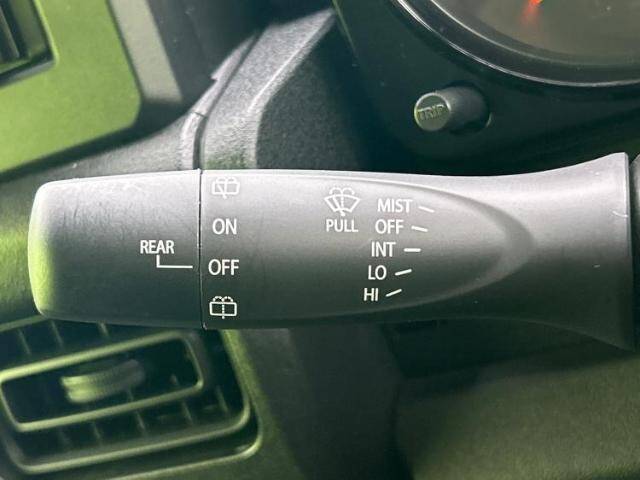 TRIP
MIST
OFF
PULL
ON
INT
REAR
OFF
LO
HI